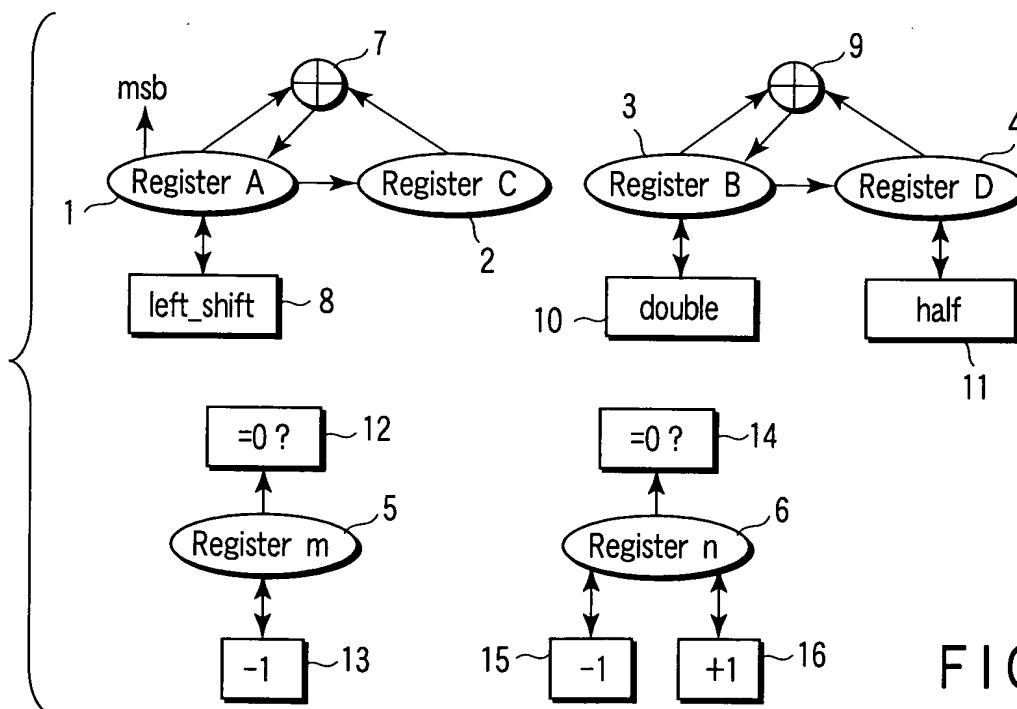 7
9
msb
3
4
Register A
Register C
Register B
Register D
1
2
left_shift
8
10
double
half
11
=0 ?
12
=0 ?
14
5
6
Register m
Register n
-1
13
15
-1
+1
16
FIG